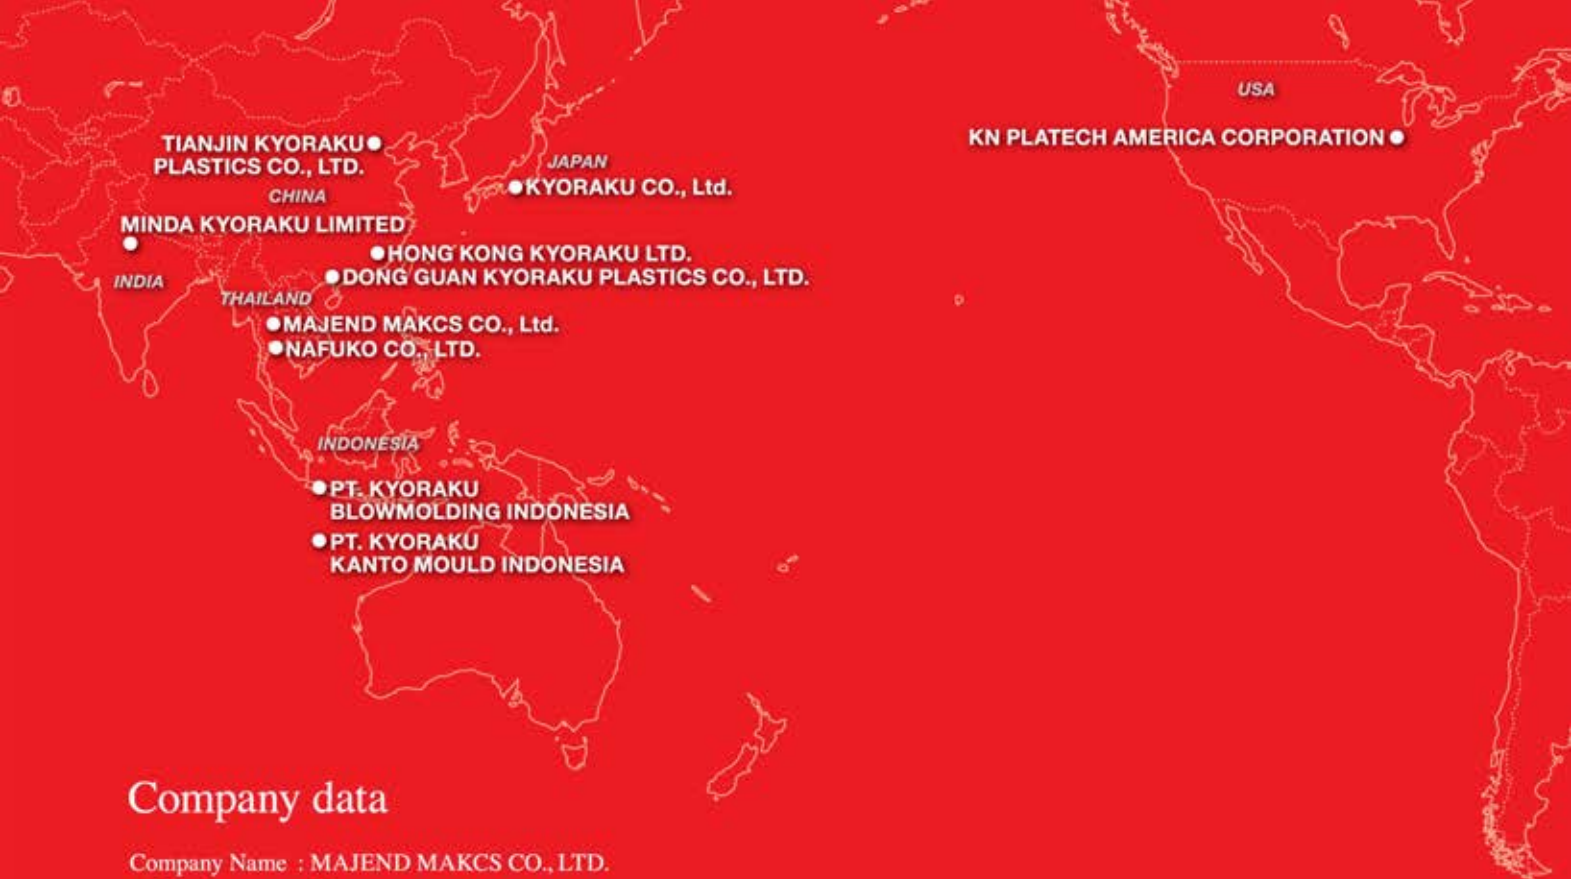 USA
TIANJIN KYORAKU
PLASTICS CO., LTD.
KN PLATECH AMERICA CORPORATION
JAPAN
KYORAKU CO., Ltd.
CHINA
MINDA KYORAKU LIMITED
HONG KONG KYORAKU LTD.
INDIA
DONG GUAN KYORAKU PLASTICS CO., LTD.
THAILAND
MAJEND MAKCS CO., Ltd.
NAFUKO CO., LTD.
INDONESIA
PT. KYORAKU
BLOWMOLDING INDONESIA
PT. KYORAKU
KANTO MOULD INDONESIA
Company data
Company Name : MAJEND MAKCS CO., LTD.